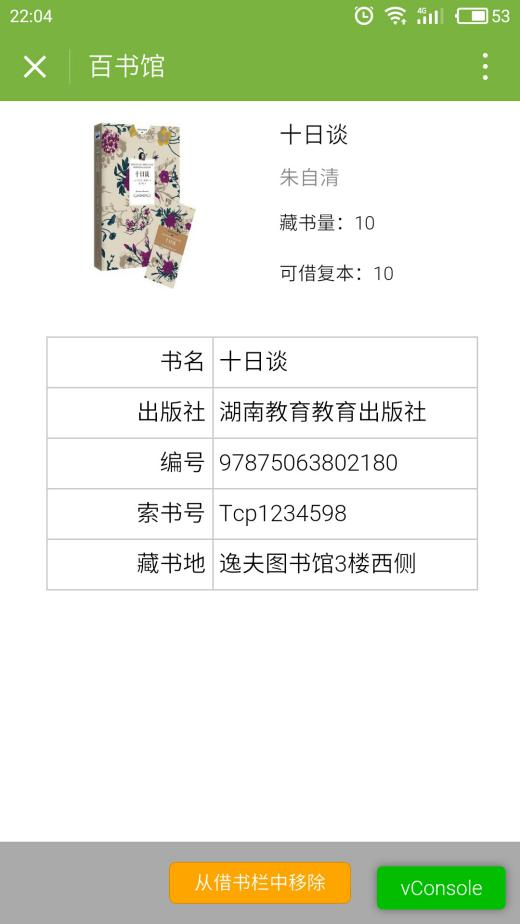 22:04
4G
53
百书馆
十日谈
朱自清
藏书量：10
可借复本：10
十日谈
书名 十日谈
出版社 湖南教育教育出版社
编号 97875063802180
索书号 Tcp1234598
藏书地 逸夫图书馆3楼西侧
从借书栏中移除
vConsole